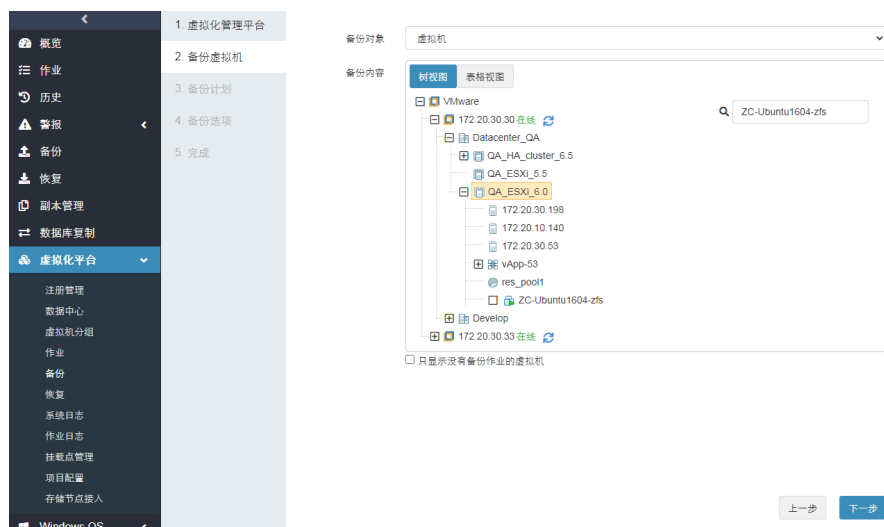 概览
作业
历史
警报
备份
恢复
副本管理
数据库复制
虚拟化平台
注册管理
数据中心
虚拟机分组
作业
备份
恢复
系统日志
作业日志
挂载点管理
项目配置
存储节点接入
Windows OS
1. 虚拟化管理平台
2. 备份虚拟机
3. 备份计划
4. 备份选项
5. 完成
备份对象
虚拟机
备份内容
树视图 表格视图
VMware
ZC-Ubuntu1604-zfs
172.20.30.30 在线
Datacenter_QA
QA_HA_cluster_6.5
QA_ESXi_5.5
QA_ESXi_6.0
172.20.30.198
172.20.10.140
172.20.30.53
vApp-53
res_pool1
ZC-Ubuntu1604-zfs
Develop
172.20.30.33 在线
只显示没有备份作业的虚拟机
上一步 下一步